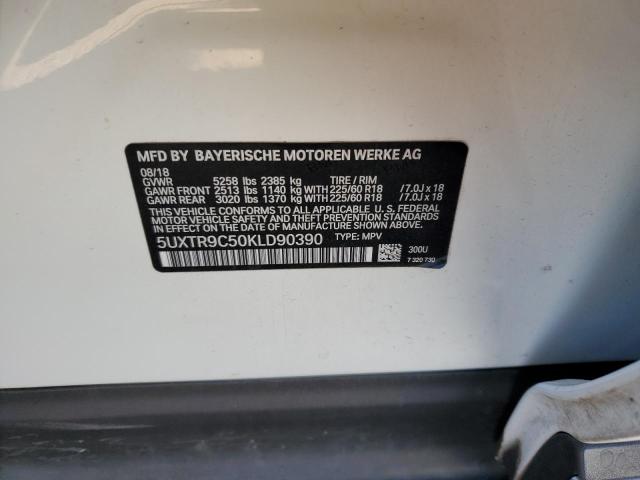 MFD BY BAYERISCHE MOTOREN WERKE AG
08/18
GVWR 5258 lbs 2385 kg TIRE / RIM
GAWR FRONT 2513 lbs 1140 kg WITH 225/60 R18 /7.0J x 18
GAWR REAR 3020 lbs 1370 kg WITH 225/60 R18 /7.0J x 18
THIS VEHICLE CONFORMS TO ALL APPLICABLE U.S. FEDERAL
MOTOR VEHICLE SAFETY AND THEFT PREVENTION STANDARDS
IN EFFECT ON THE DATE OF MANUFACTURE SHOWN ABOVE.
5UXTR9C50KLD90390 TYPE: MPV
300U
7 320 730